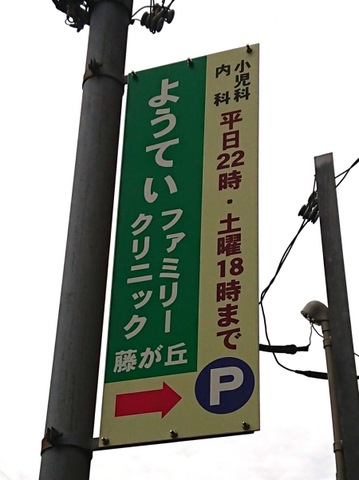 小児科
内科
平日22時・土曜18時まで
ようてい
ファミリー
クリニック
藤が丘
P